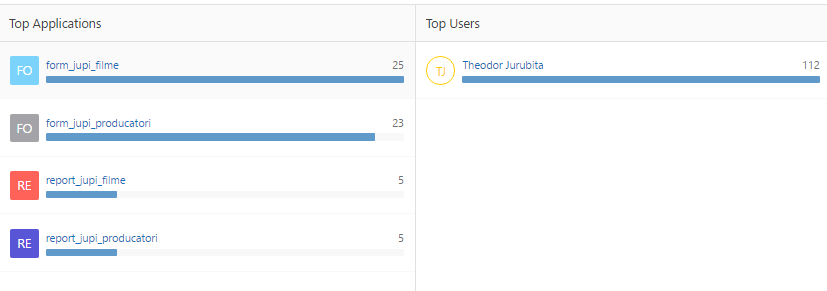 Top Applications
FO form_jupi_filme 25
FO form_jupi_producatori 23
RE report_jupi_filme 5
RE report_jupi_producatori 5
Top Users
TJ Theodor Jurubita 112